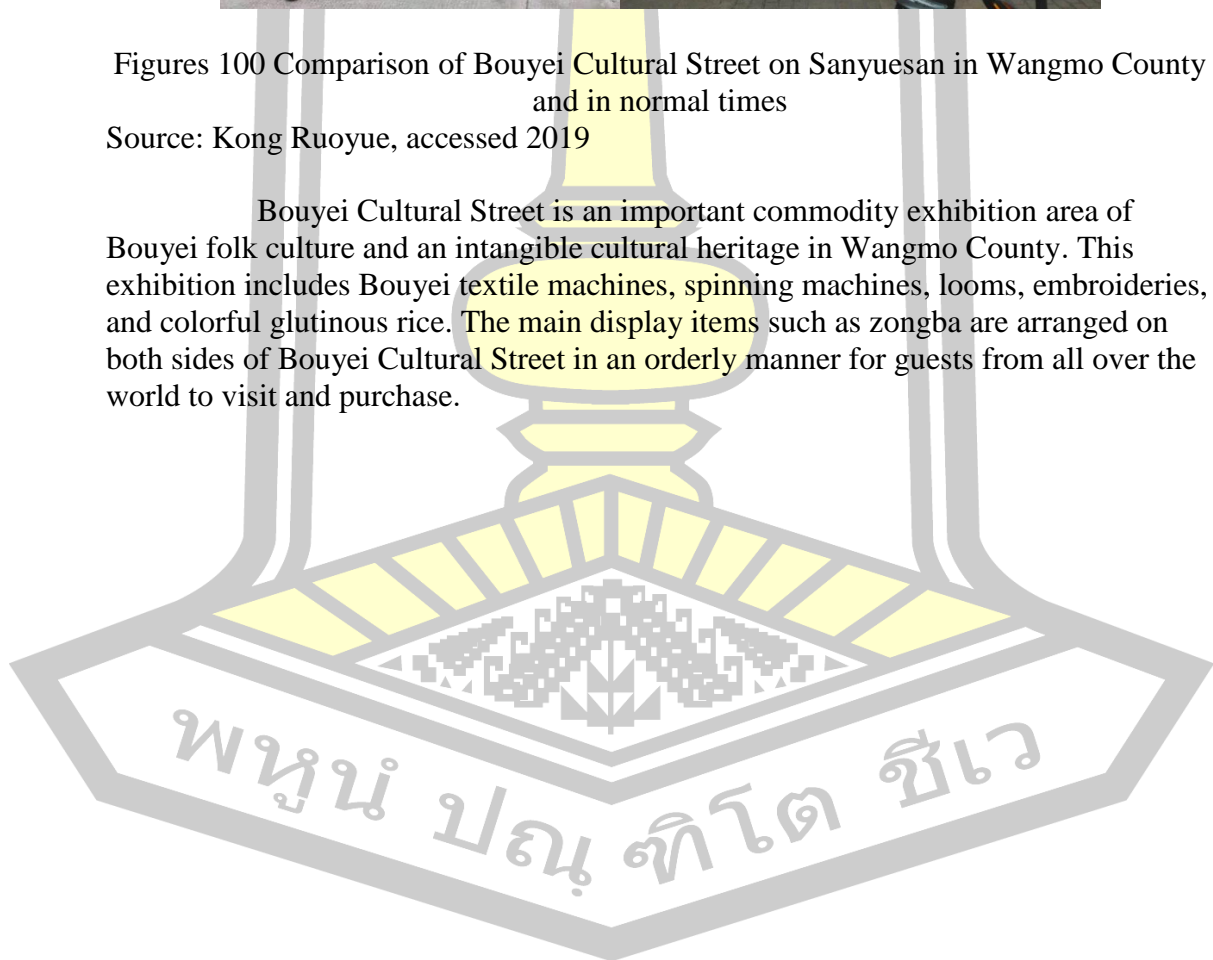 Figures 100 Comparison of Bouyei Cultural Street on Sanyuesan in Wangmo County
and in normal times
Source: Kong Ruoyue, accessed 2019
Bouyei Cultural Street is an important commodity exhibition area of
Bouyei folk culture and an intangible cultural heritage in Wangmo County. This
exhibition includes Bouyei textile machines, spinning machines, looms, embroideries,
and colorful glutinous rice. The main display items such as zongba are arranged on
both sides of Bouyei Cultural Street in an orderly manner for guests from all over the
world to visit and purchase.
พหูนํ ปณฺ ฑิโต ชีเว